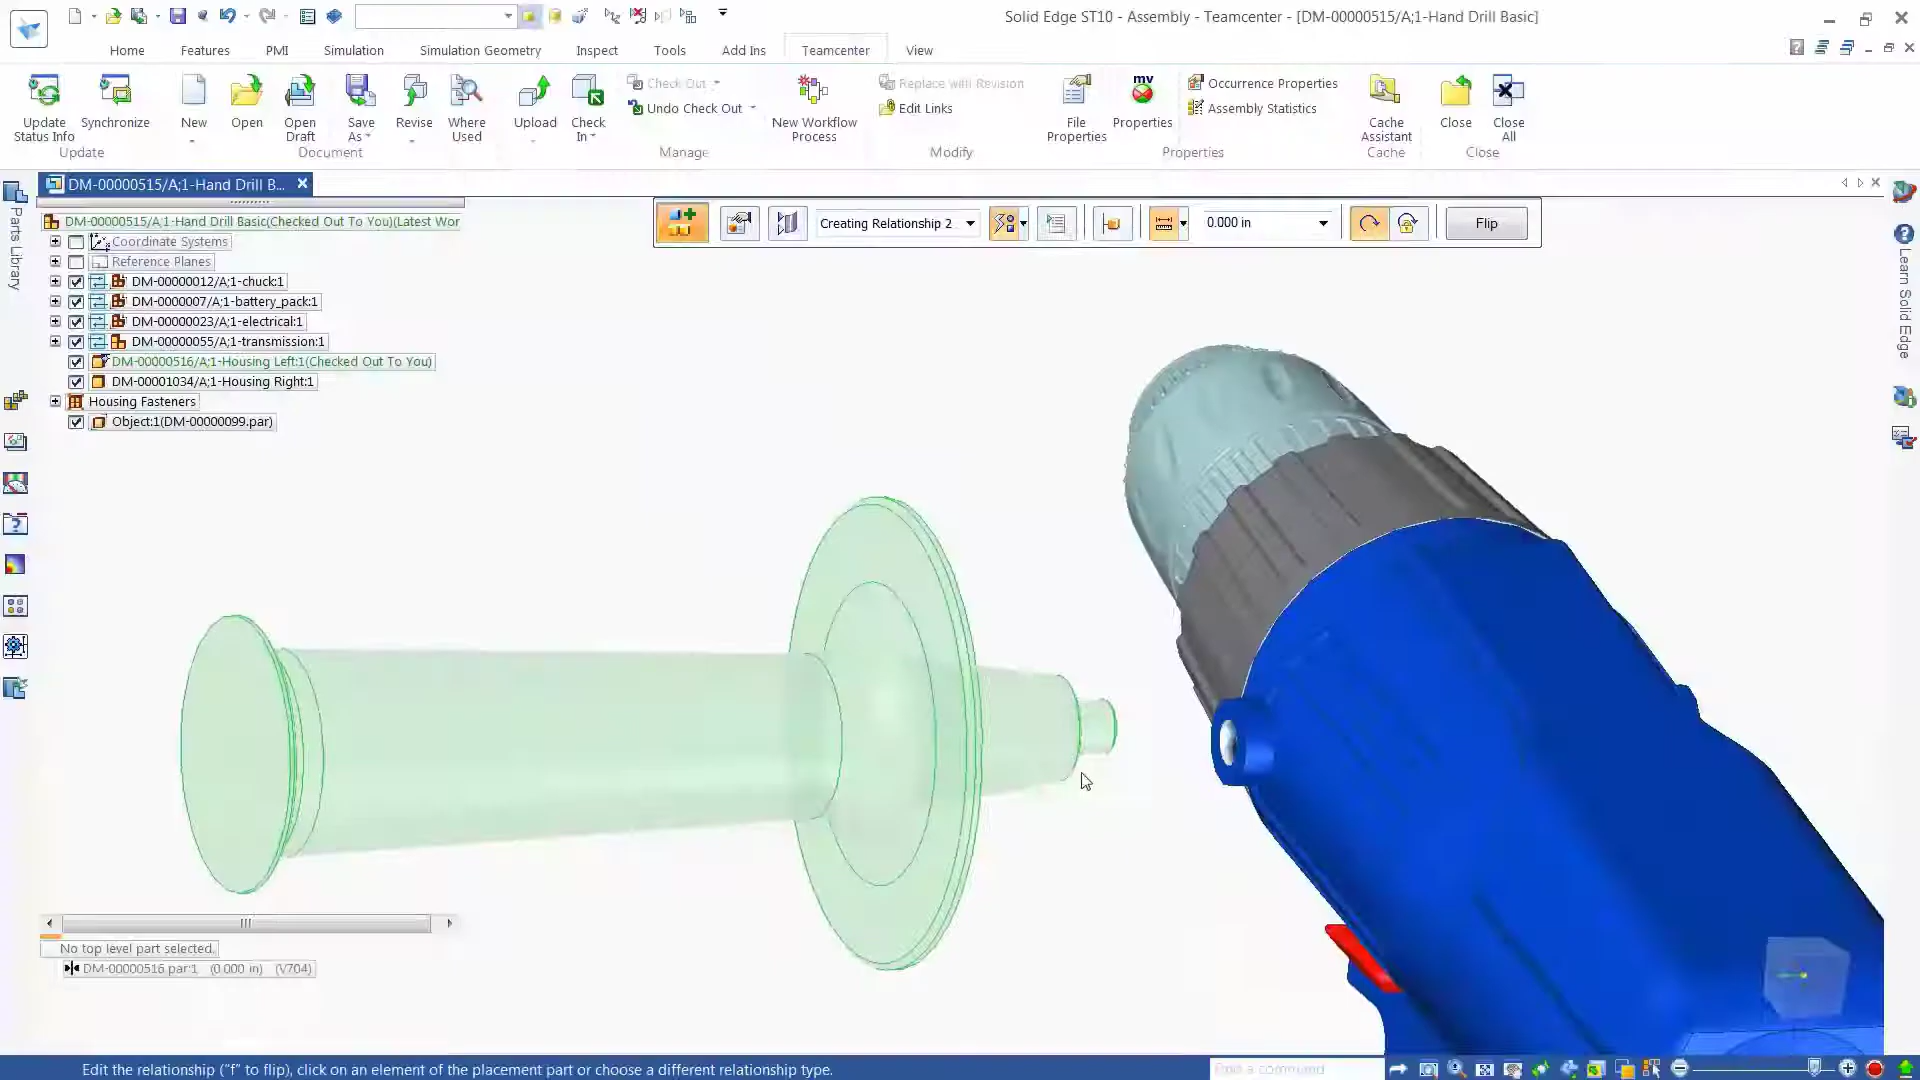 Solid Edge ST10 - Assembly - Teamcenter - [DM-00000515/A;1-Hand Drill Basic]
Home Features PMI Simulation Simulation Geometry Inspect Tools Add Ins Teamcenter View
Update Status Info
Synchronize
Update
New
Open
Open Draft
Save As
Revise
Where Used
Document
Upload
Check In
Check Out
Undo Check Out
New Workflow Process
Manage
Replace with Revision
Edit Links
Modify
File Properties
mv
Properties
Occurrence Properties
Assembly Statistics
Properties
Cache Assistant
Cache
Close
Close All
Close
DM-00000515/A;1-Hand Drill B...
Parts Library
Learn Solid Edge
Creating Relationship 2
0.000 in
Flip
DM-00000515/A;1-Hand Drill Basic(Checked Out To You)(Latest Wor
Coordinate Systems
Reference Planes
DM-00000012/A;1-chuck:1
DM-0000007/A;1-battery_pack:1
DM-00000023/A;1-electrical:1
DM-00000055/A;1-transmission:1
DM-00000516/A;1-Housing Left:1(Checked Out To You)
DM-00001034/A;1-Housing Right:1
Housing Fasteners
Object:1(DM-00000099.par)
No top level part selected.
DM-00000516.par:1 (0.000 in) (V704)
Edit the relationship ("f" to flip), click on an element of the placement part or choose a different relationship type.
Find a command